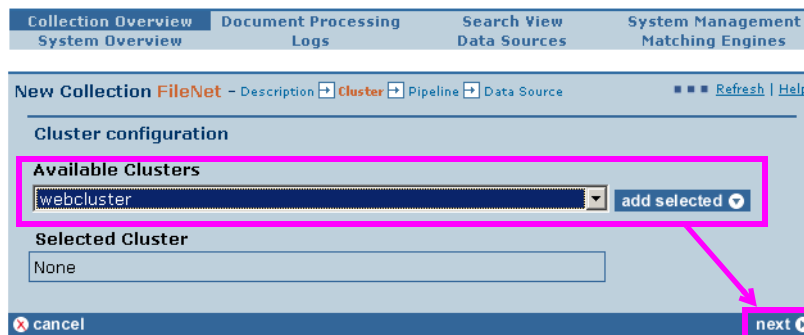 Collection Overview Document Processing Search View System Management
System Overview Logs Data Sources Matching Engines
New Collection FileNet - Description Cluster Pipeline Data Source Refresh | Help
Cluster configuration
Available Clusters
webcluster add selected
Selected Cluster
None
cancel next